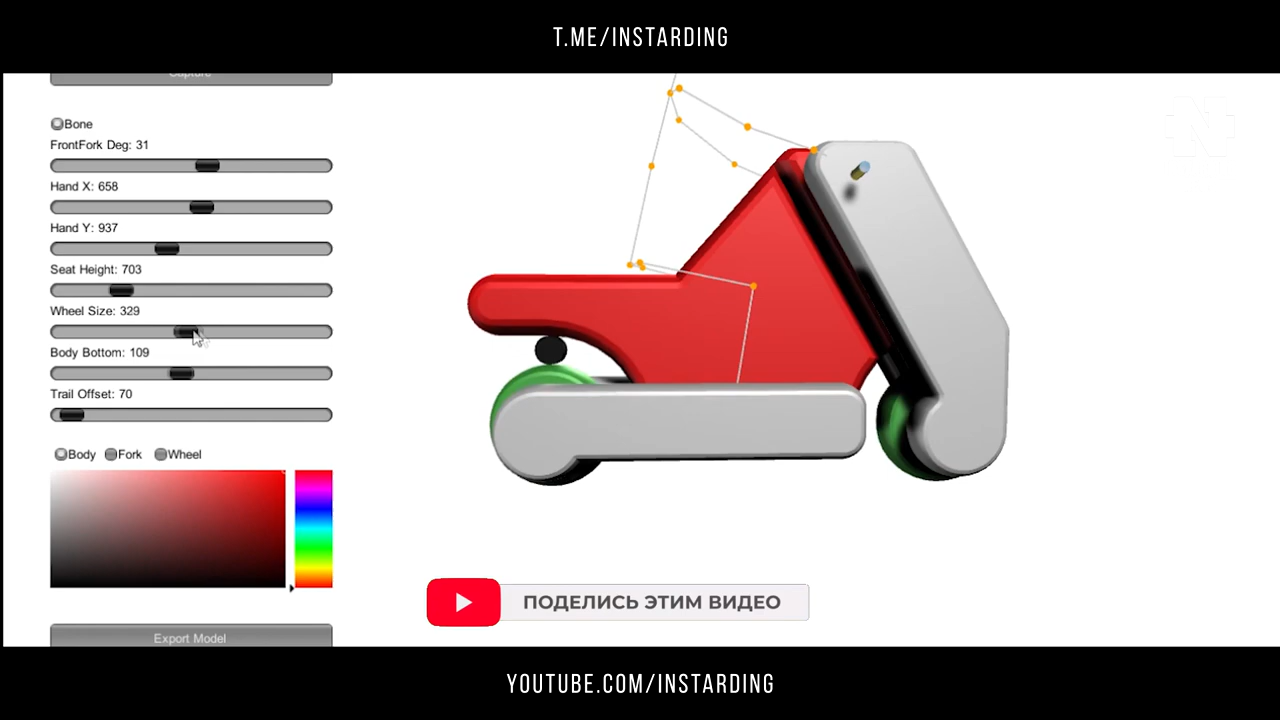 T.ME/INSTARDING
Capture
Bone
FrontFork Deg: 31
Hand X: 658
Hand Y: 937
Seat Height: 703
Wheel Size: 329
Body Bottom: 109
Trail Offset: 70
Body Fork Wheel
ПОДЕЛИСЬ ЭТИМ ВИДЕО
Export Model
YOUTUBE.COM/INSTARDING